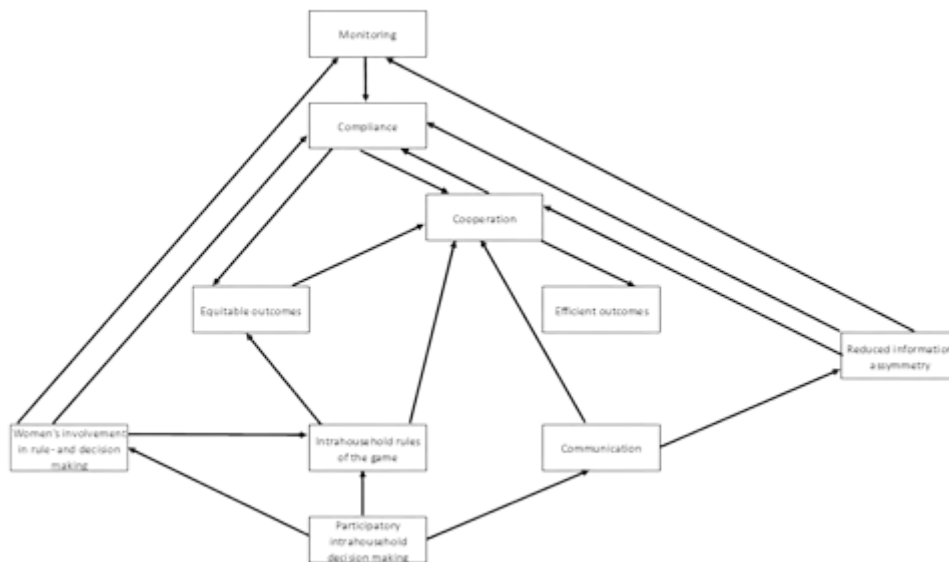 Monitoring
Compliance
Cooperation
Equitable outcomes
Efficient outcomes
Reduced information
assymmetry
Women's involvement
in rule- and decision
making
Intrahousehold rules
of the game
Communication
Participatory
intrahousehold
decision making